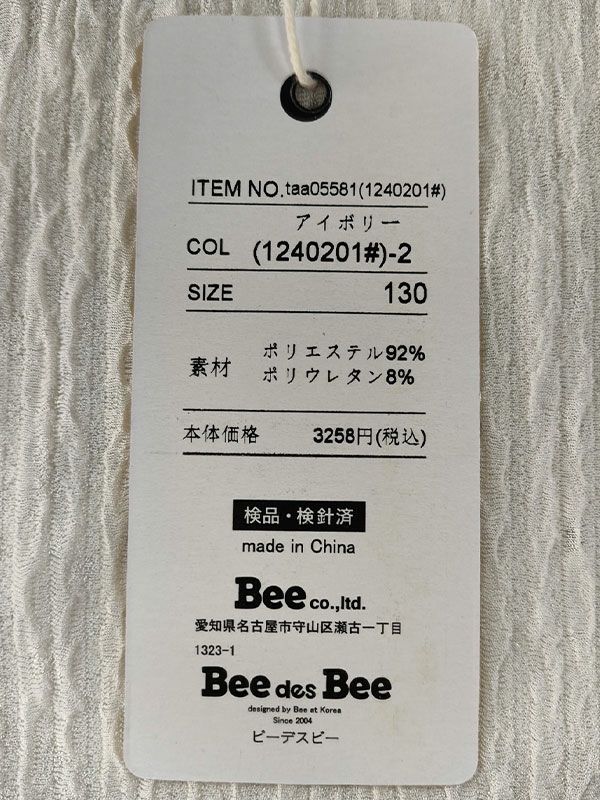 ITEM NO.taa05581(1240201#)
アイボリー
COL (1240201#)-2
SIZE 130
素材 ポリエステル92%
ポリウレタン8%
本体価格 3258円(税込)
検品・検針済
made in China
Bee co.,ltd.
愛知県名古屋市守山区瀬古一丁目
1323-1
Bee des Bee
designed by Bee at Korea
Since 2004
ビーデスビー